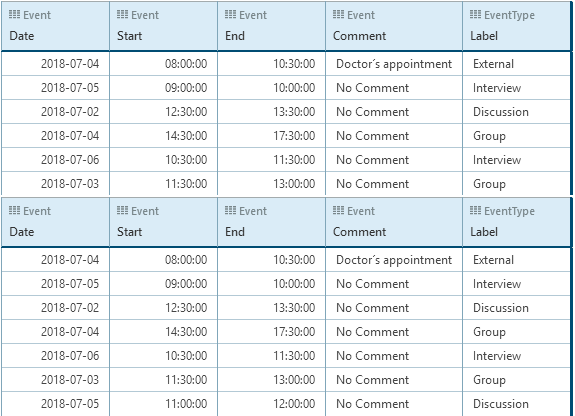 Event Event Event Event EventType
Date Start End Comment Label
2018-07-04 08:00:00 10:30:00 Doctor´s appointment External
2018-07-05 09:00:00 10:00:00 No Comment Interview
2018-07-02 12:30:00 13:30:00 No Comment Discussion
2018-07-04 14:30:00 17:30:00 No Comment Group
2018-07-06 10:30:00 11:30:00 No Comment Interview
2018-07-03 11:30:00 13:00:00 No Comment Group
Event Event Event Event EventType
Date Start End Comment Label
2018-07-04 08:00:00 10:30:00 Doctor´s appointment External
2018-07-05 09:00:00 10:00:00 No Comment Interview
2018-07-02 12:30:00 13:30:00 No Comment Discussion
2018-07-04 14:30:00 17:30:00 No Comment Group
2018-07-06 10:30:00 11:30:00 No Comment Interview
2018-07-03 11:30:00 13:00:00 No Comment Group
2018-07-05 11:00:00 12:00:00 No Comment Discussion